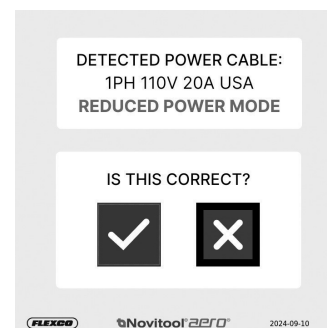 DETECTED POWER CABLE:
1PH 110V 20A USA
REDUCED POWER MODE
IS THIS CORRECT?
FLEXCO
Novitool aero
2024-09-10